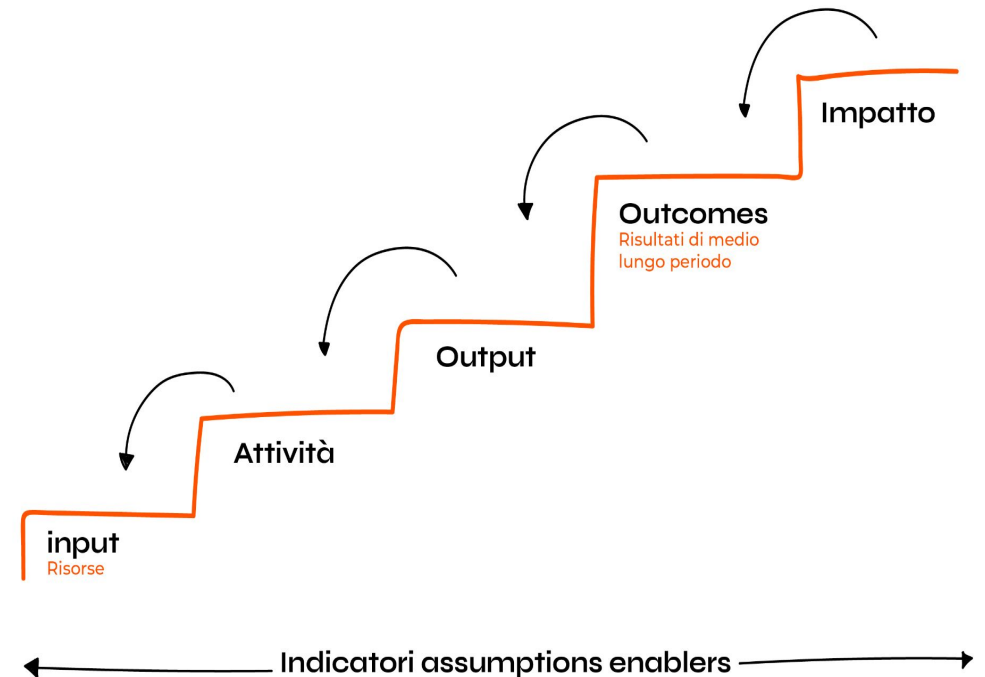 Impatto
Outcomes
Risultati di medio
lungo periodo
Output
Attività
input
Risorse
Indicatori assumptions enablers